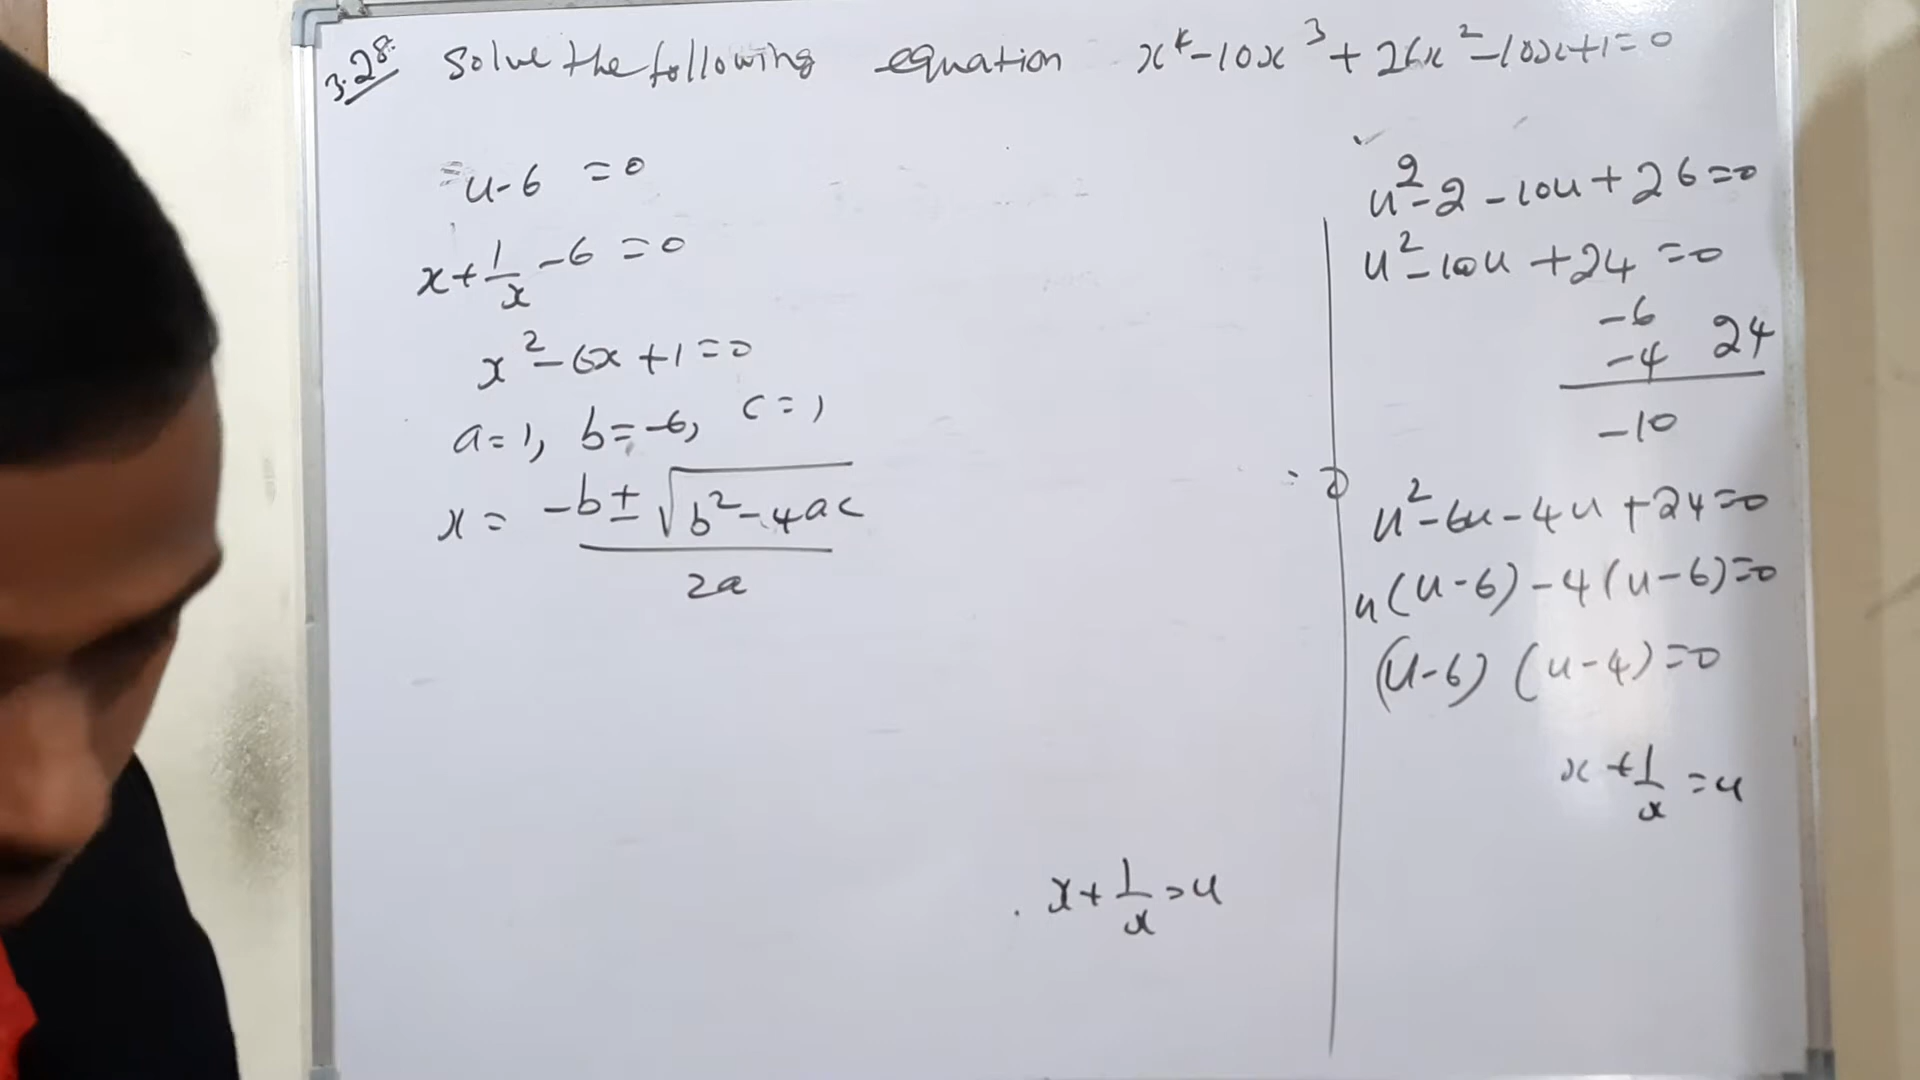 3.28. Solve the following equation x⁴-10x³+26x²-10x+1=0
u-6 =0
x+1/x-6 =0
x²-6x+1=0
a=1, b=-6, c=1
x= -b±√b²-4ac
2a
x+1/x=u
u²-2-10u+26=0
u²-10u+24=0
-6
-4 24
-10
u²-6u-4u+24=0
u(u-6)-4(u-6)=0
(u-6)(u-4)=0
x+1/x=u